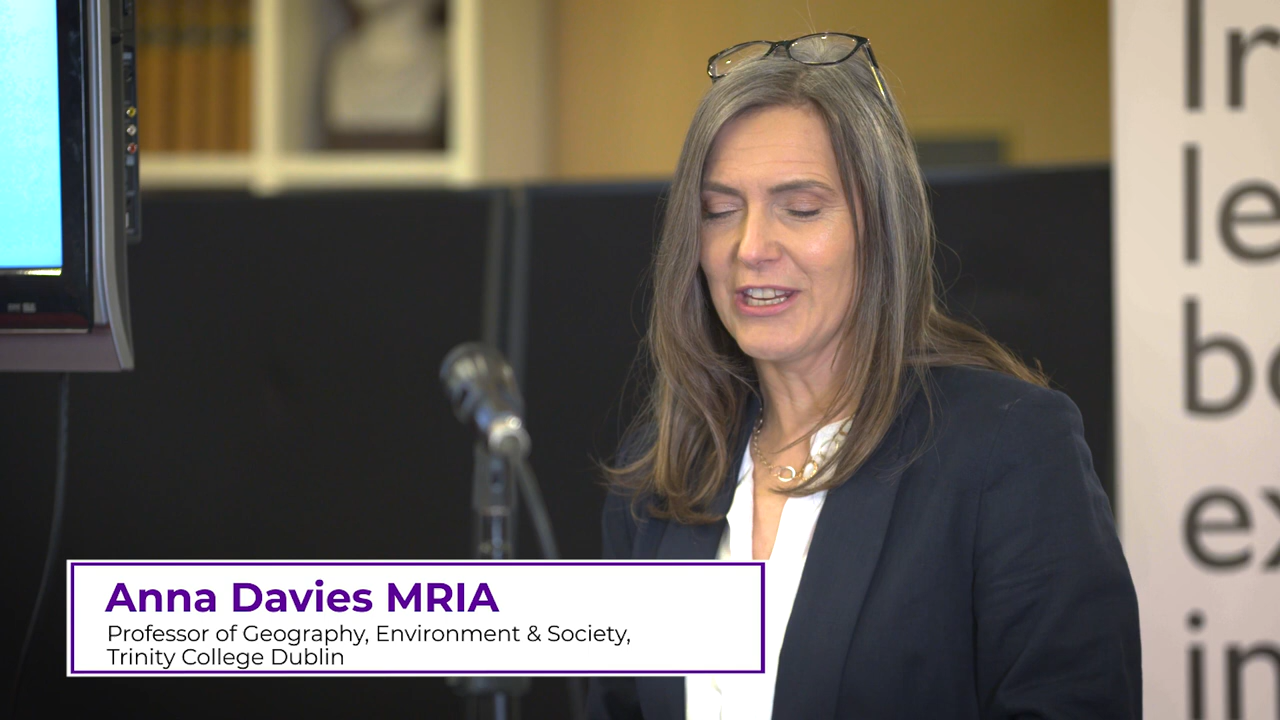 Anna Davies MRIA
Professor of Geography, Environment & Society,
Trinity College Dublin